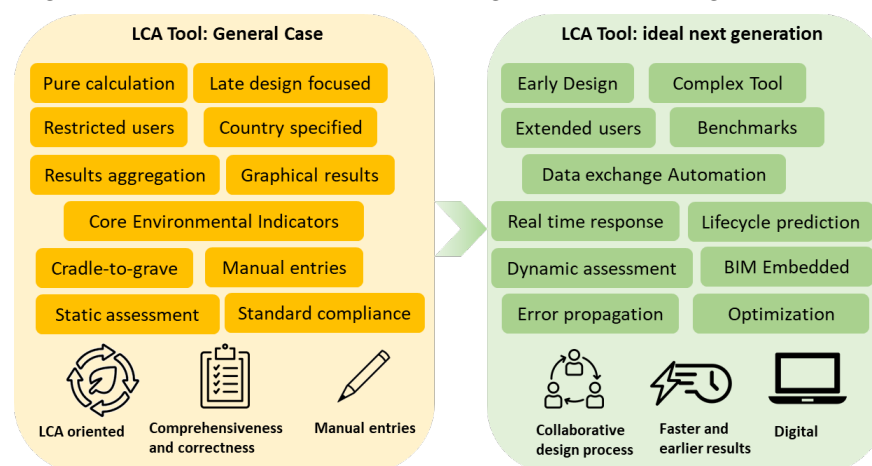 LCA Tool: General Case
Pure calculation
Late design focused
Restricted users
Country specified
Results aggregation
Graphical results
Core Environmental Indicators
Cradle-to-grave
Manual entries
Static assessment
Standard compliance
LCA oriented
Comprehensiveness
and correctness
Manual entries
LCA Tool: ideal next generation
Early Design
Complex Tool
Extended users
Benchmarks
Data exchange Automation
Real time response
Lifecycle prediction
Dynamic assessment
BIM Embedded
Error propagation
Optimization
Collaborative
design process
Faster and
earlier results
Digital